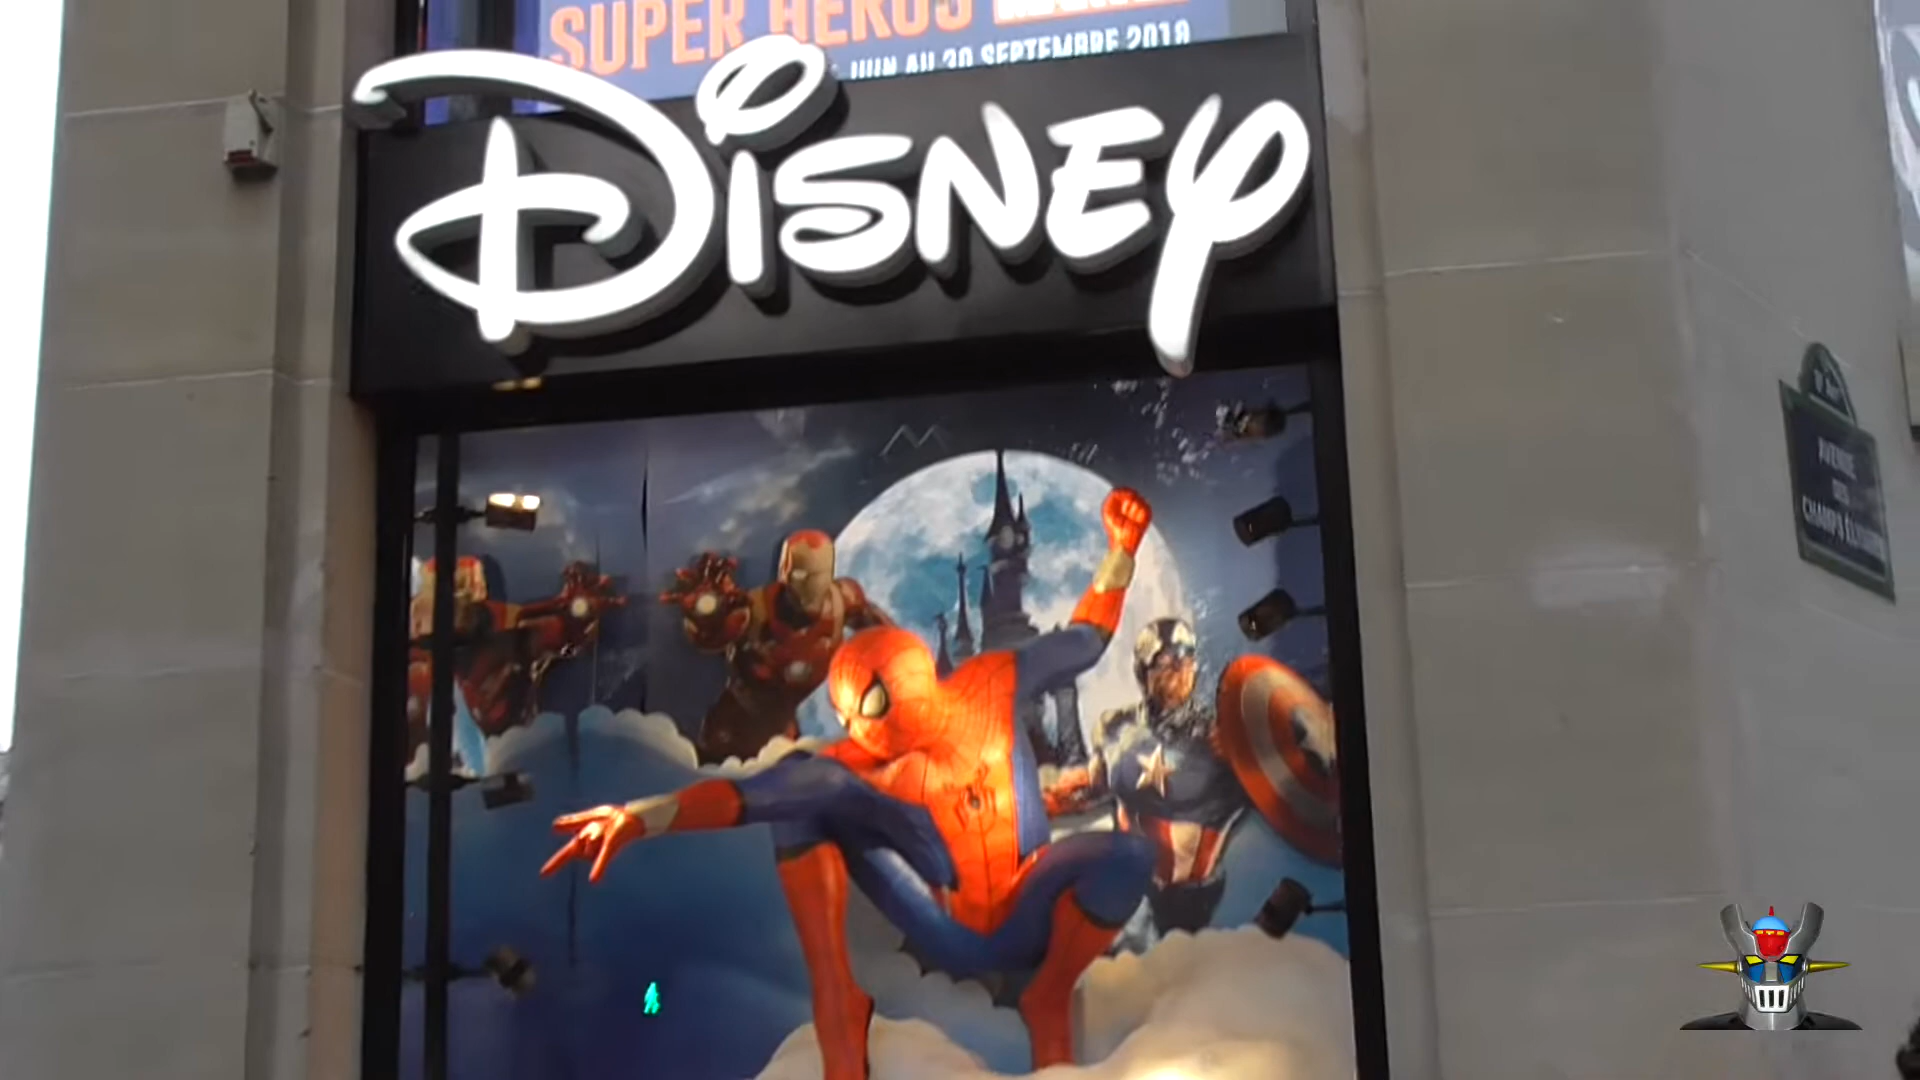 SUPER HÉROS
JUIN AU 30 SEPTEMBRE 2018
DISNEY
AVENUE
DES
CHAMPS ÉLYSÉES